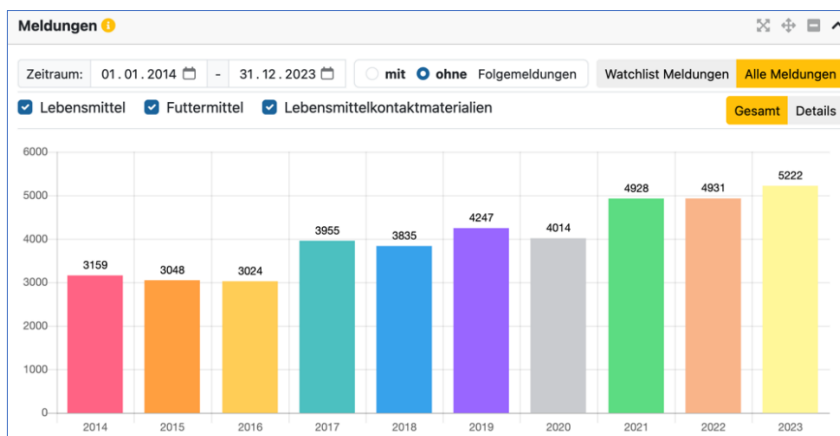 Meldungen
Zeitraum: 01.01.2014 - 31.12.2023 mit ohne Folgemeldungen Watchlist Meldungen Alle Meldungen
Lebensmittel Futtermittel Lebensmittelkontaktmaterialien Gesamt Details
6000
5000
4000
3000
2000
1000
0
3159 3048 3024 3955 3835 4247 4014 4928 4931 5222
2014 2015 2016 2017 2018 2019 2020 2021 2022 2023